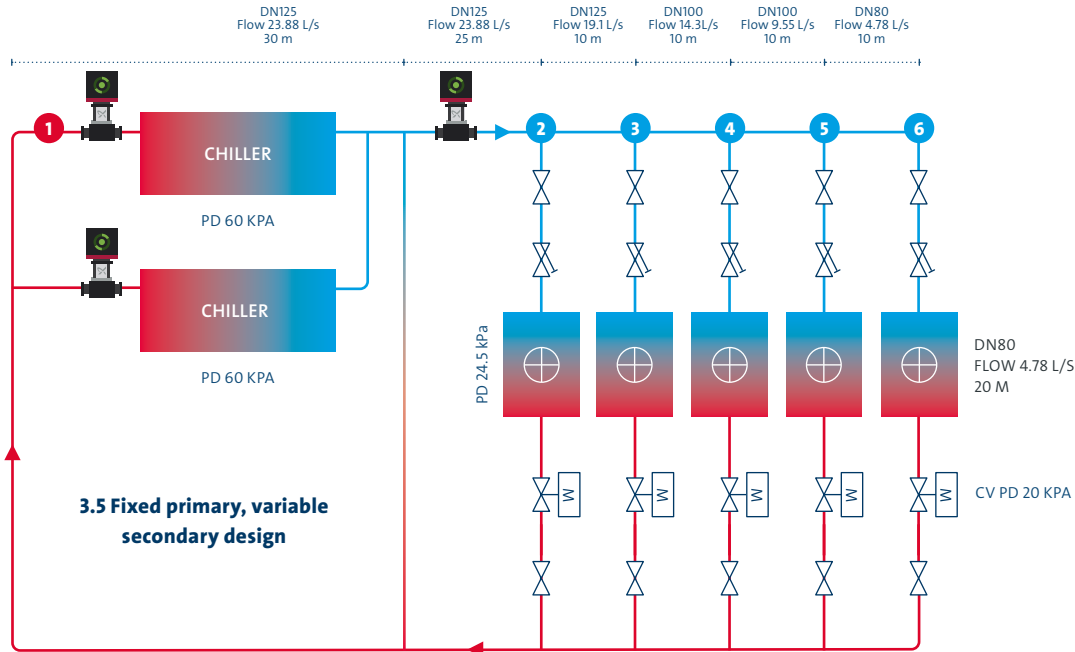 DN125
Flow 23.88 L/s
30 m
DN125
Flow 23.88 L/s
25 m
DN125
Flow 19.1 L/s
10 m
DN100
Flow 14.3L/s
10 m
DN100
Flow 9.55 L/s
10 m
DN80
Flow 4.78 L/s
10 m
1
CHILLER
PD 60 KPA
2
3
4
5
6
CHILLER
PD 60 KPA
PD 24.5 kPa
DN80
FLOW 4.78 L/S
20 M
3.5 Fixed primary, variable
secondary design
M
M
M
M
M
CV PD 20 KPA